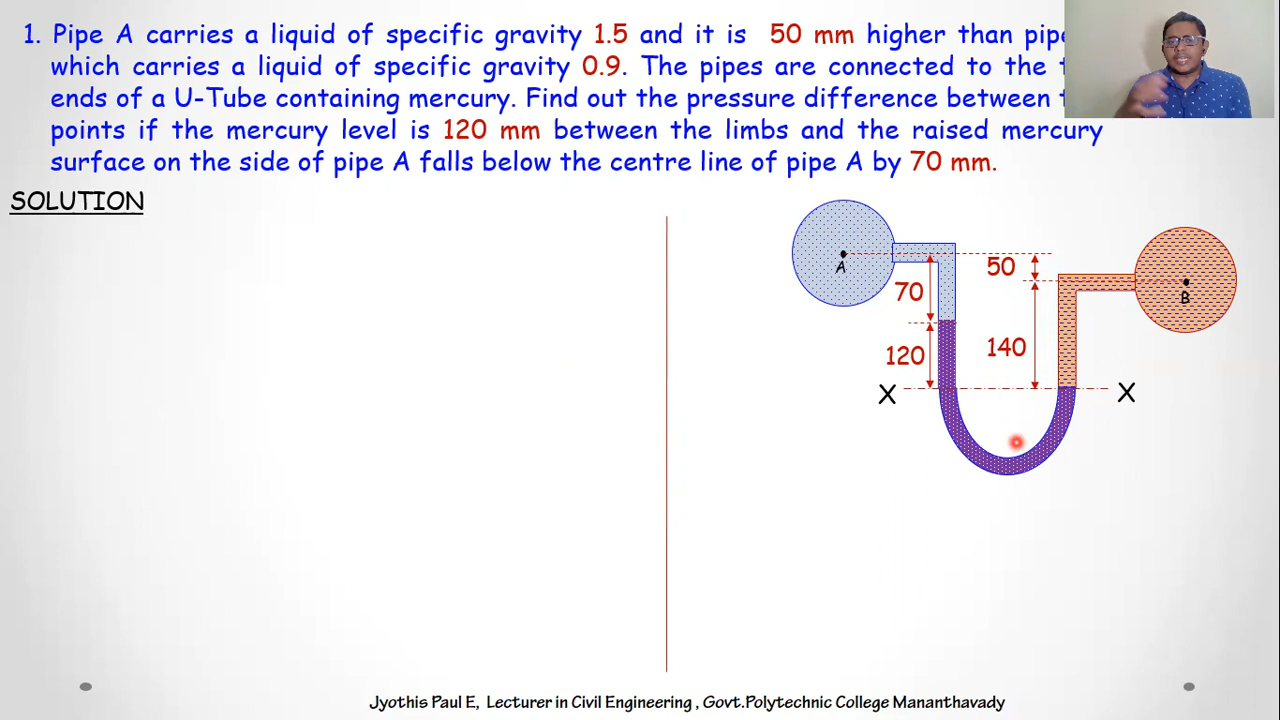 1. Pipe A carries a liquid of specific gravity 1.5 and it is 50 mm higher than pipe
which carries a liquid of specific gravity 0.9. The pipes are connected to the
ends of a U-Tube containing mercury. Find out the pressure difference between
points if the mercury level is 120 mm between the limbs and the raised mercury
surface on the side of pipe A falls below the centre line of pipe A by 70 mm.
SOLUTION
A
50
70
B
120
140
X
X
Jyothis Paul E, Lecturer in Civil Engineering , Govt.Polytechnic College Mananthavady